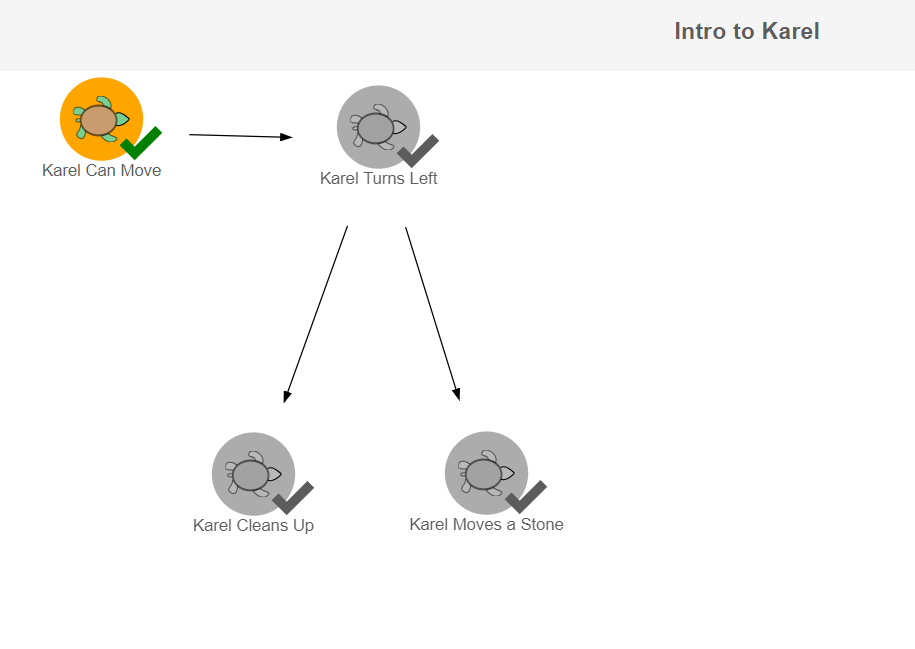 Intro to Karel
Karel Can Move
Karel Turns Left
Karel Cleans Up
Karel Moves a Stone